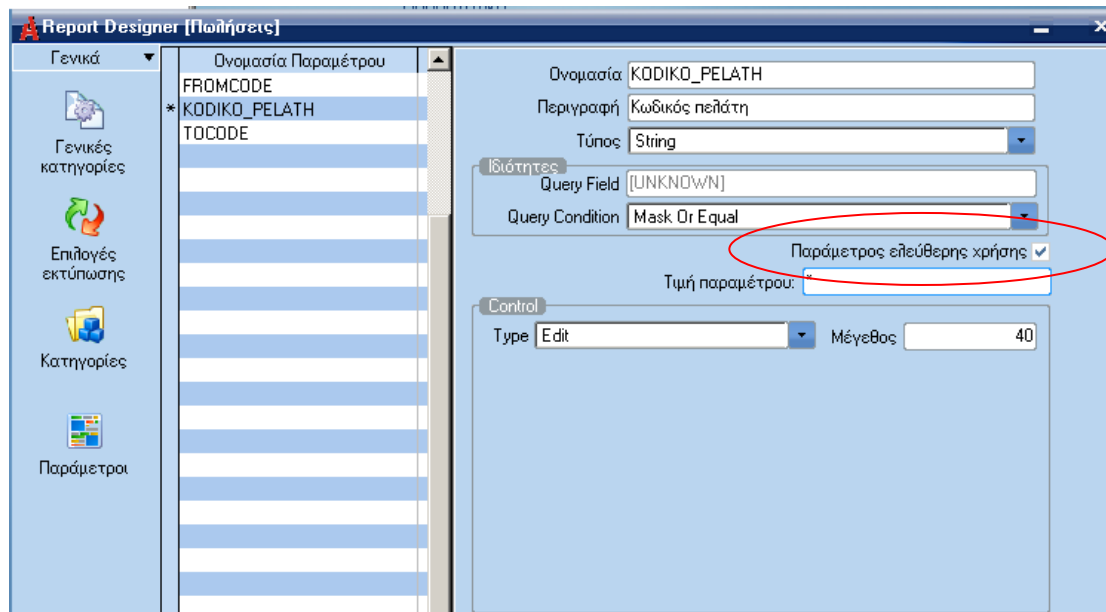 Report Designer [Πωλήσεις]
Γενικά
Γενικές
κατηγορίες
Επιλογές
εκτύπωσης
Κατηγορίες
Παράμετροι
Ονομασία Παραμέτρου
FROMCODE
* KODIKO_PELATH
TOCODE
Ονομασία KODIKO_PELATH
Περιγραφή Κωδικός πελάτη
Τύπος String
Ιδιότητες
Query Field [UNKNOWN]
Query Condition Mask Or Equal
Παράμετρος ελεύθερης χρήσης
Τιμή παραμέτρου: *
Control
Type Edit Μέγεθος 40